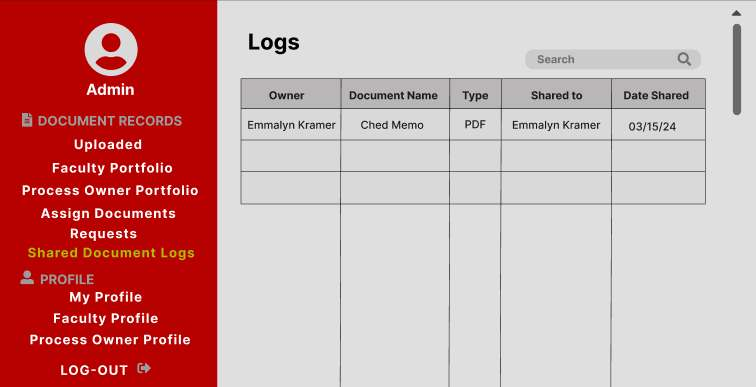 Admin
DOCUMENT RECORDS
Uploaded
Faculty Portfolio
Process Owner Portfolio
Assign Documents
Requests
Shared Document Logs
PROFILE
My Profile
Faculty Profile
Process Owner Profile
LOG-OUT
Logs
Search
Owner Document Name Type Shared to Date Shared
Emmalyn Kramer Ched Memo PDF Emmalyn Kramer 03/15/24